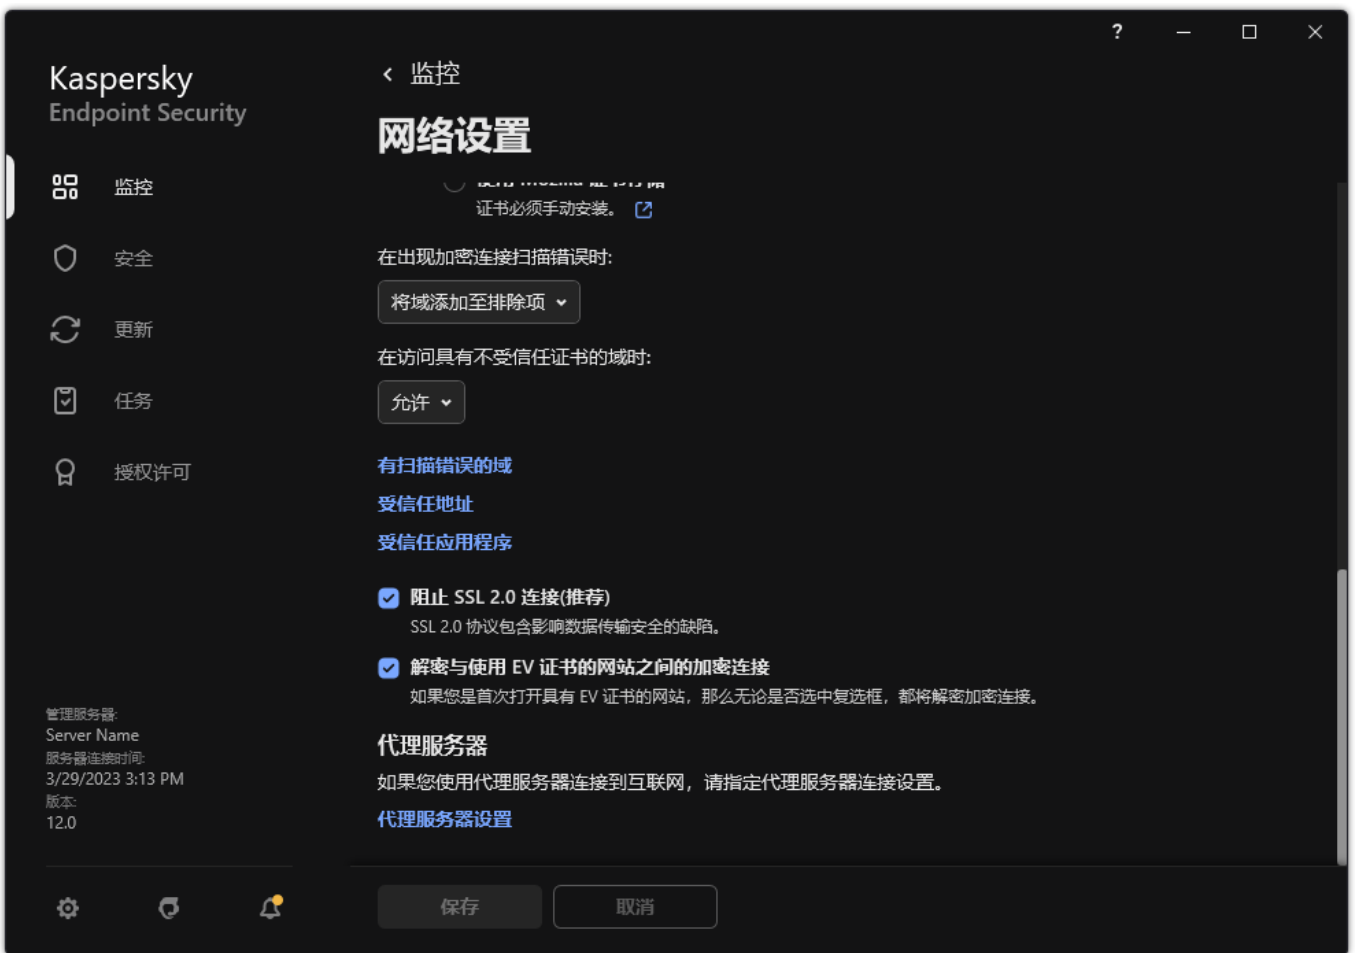 ?
Kaspersky
Endpoint Security
监控
安全
更新
任务
授权许可
管理服务器:
Server Name
服务器连接时间:
3/29/2023 3:13 PM
版本:
12.0
监控
网络设置
使用 Mozilla 证书存储
证书必须手动安装。
在出现加密连接扫描错误时:
将域添加至排除项
在访问具有不受信任证书的域时:
允许
有扫描错误的域
受信任地址
受信任应用程序
阻止 SSL 2.0 连接(推荐)
SSL 2.0 协议包含影响数据传输安全的缺陷。
解密与使用 EV 证书的网站之间的加密连接
如果您是首次打开具有 EV 证书的网站，那么无论是否选中复选框，都将解密加密连接。
代理服务器
如果您使用代理服务器连接到互联网，请指定代理服务器连接设置。
代理服务器设置
保存
取消